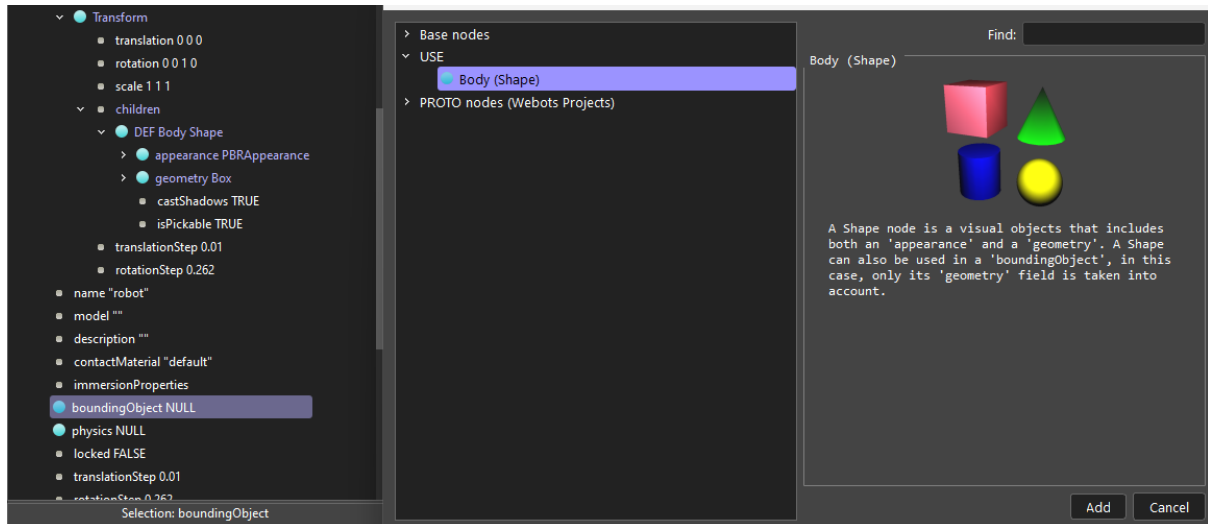 Transform
translation 0 0 0
rotation 0 0 1 0
scale 1 1 1
children
DEF Body Shape
appearance PBRAppearance
geometry Box
castShadows TRUE
isPickable TRUE
translationStep 0.01
rotationStep 0.262
name "robot"
model ""
description ""
contactMaterial "default"
immersionProperties
boundingObject NULL
physics NULL
locked FALSE
translationStep 0.01
rotationStep 0.262
Selection: boundingObject
Base nodes
USE
Body (Shape)
PROTO nodes (Webots Projects)
Find:
Body (Shape)
A Shape node is a visual objects that includes
both an 'appearance' and a 'geometry'. A Shape
can also be used in a 'boundingObject', in this
case, only its 'geometry' field is taken into
account.
Add
Cancel